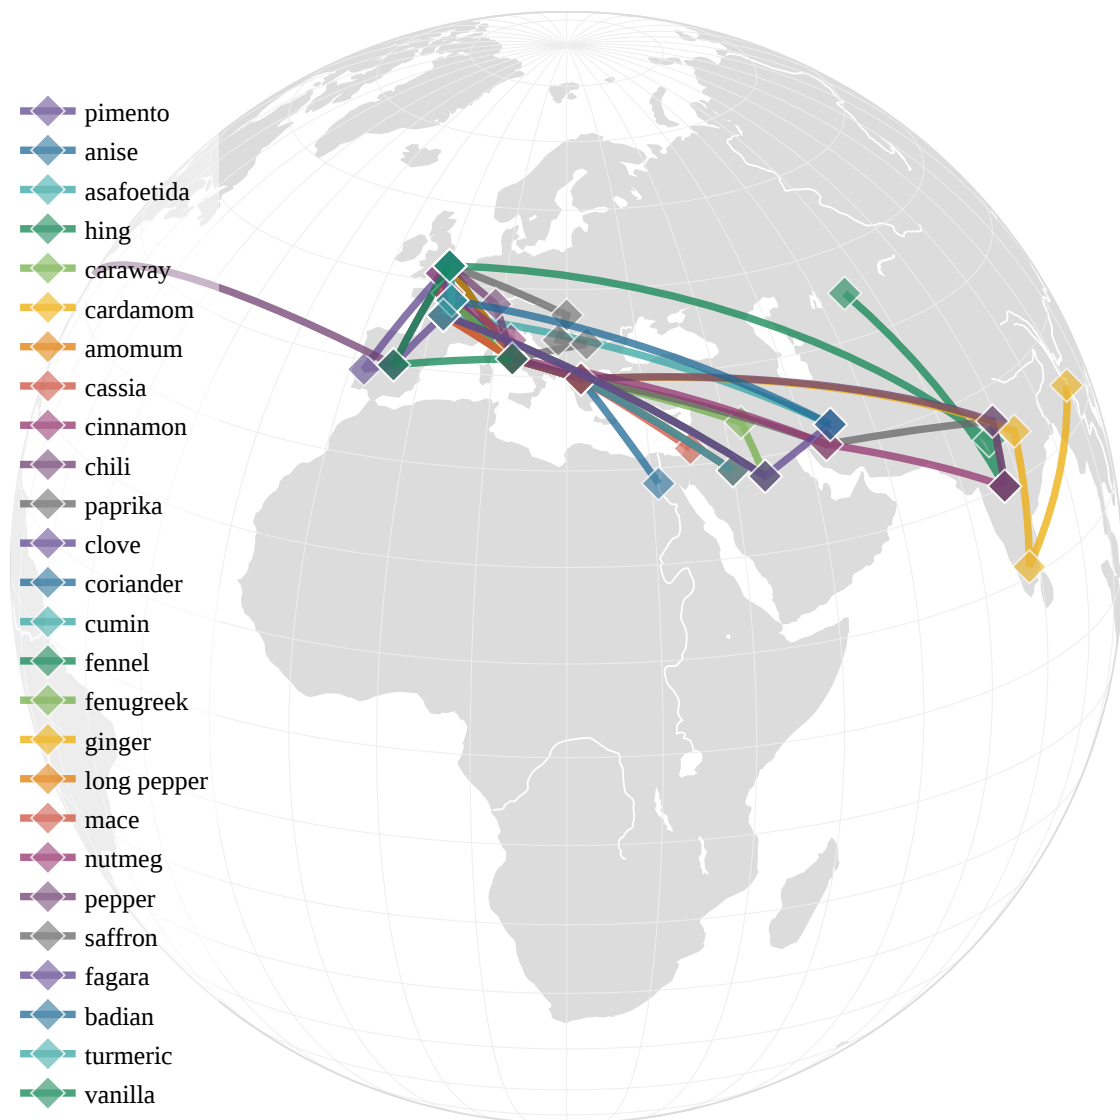 pimento
anise
asafoetida
hing
caraway
cardamom
amomum
cassia
cinnamon
chili
paprika
clove
coriander
cumin
fennel
fenugreek
ginger
long pepper
mace
nutmeg
pepper
saffron
fagara
badian
turmeric
vanilla